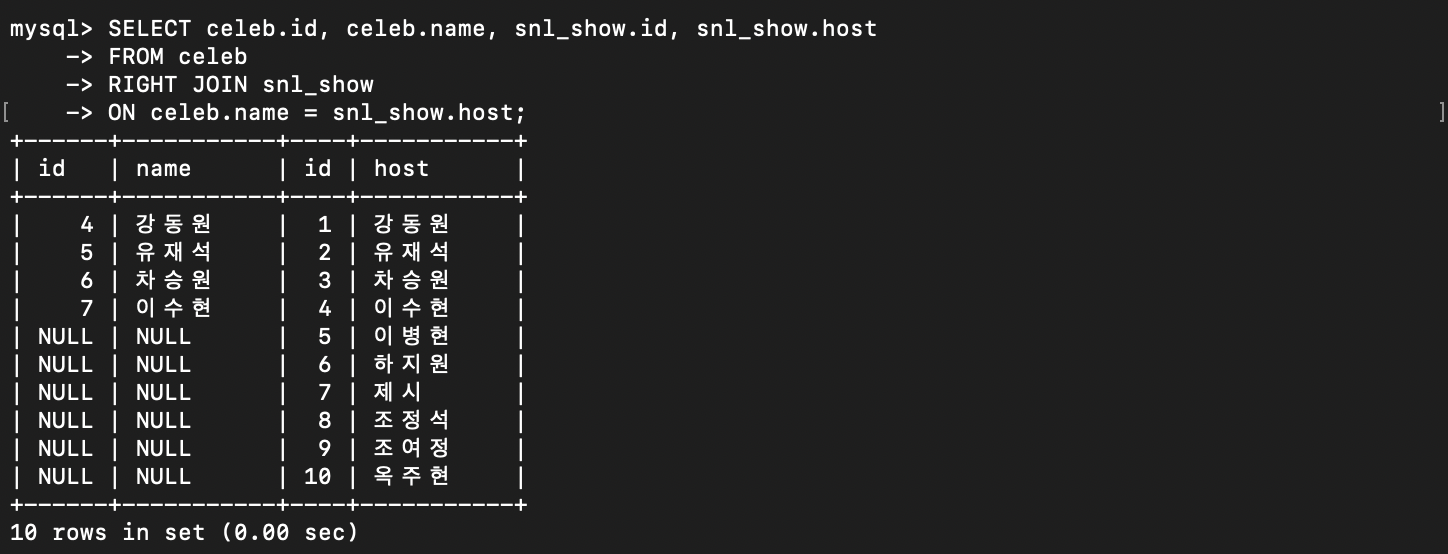 mysql> SELECT celeb.id, celeb.name, snl_show.id, snl_show.host
    -> FROM celeb
    -> RIGHT JOIN snl_show
[    -> ON celeb.name = snl_show.host;    ]
+------+-----------+----+-----------+
| id   | name      | id | host      |
+------+-----------+----+-----------+
|    4 | 강동원    |  1 | 강동원    |
|    5 | 유재석    |  2 | 유재석    |
|    6 | 차승원    |  3 | 차승원    |
|    7 | 이수현    |  4 | 이수현    |
| NULL | NULL      |  5 | 이병현    |
| NULL | NULL      |  6 | 하지원    |
| NULL | NULL      |  7 | 제시      |
| NULL | NULL      |  8 | 조정석    |
| NULL | NULL      |  9 | 조여정    |
| NULL | NULL      | 10 | 옥주현    |
+------+-----------+----+-----------+
10 rows in set (0.00 sec)